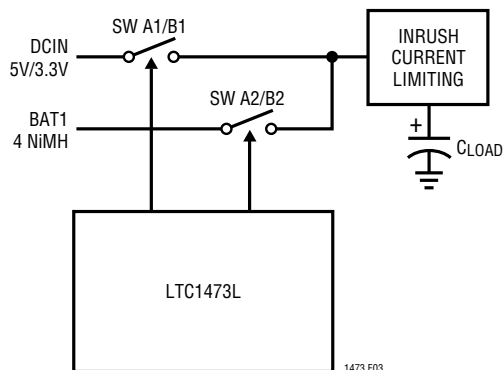 SW A1/B1
DCIN
5V/3.3V
INRUSH
CURRENT
LIMITING
SW A2/B2
BAT1
4 NiMH
+
CLOAD
LTC1473L
1473 F03